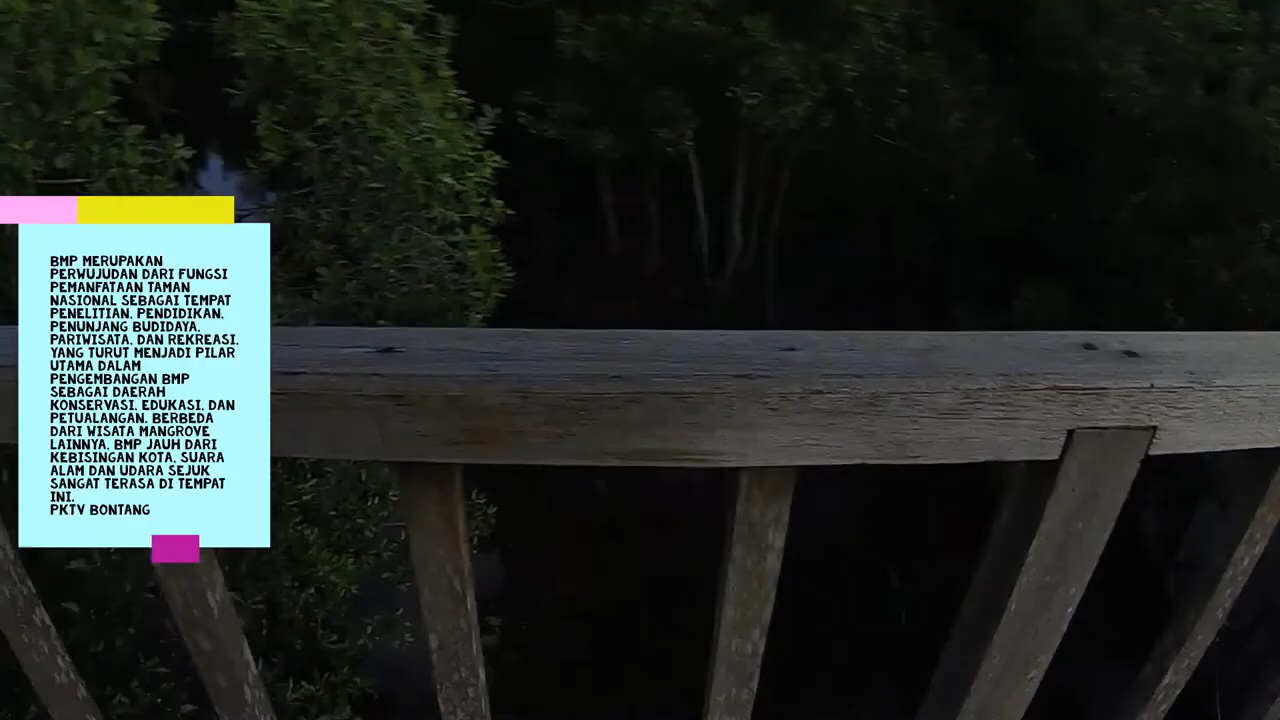 BMP MERUPAKAN
PERWUJUDAN DARI FUNGSI
PEMANFATAAN TAMAN
NASIONAL SEBAGAI TEMPAT
PENELITIAN, PENDIDIKAN,
PENUNJANG BUDIDAYA,
PARIWISATA, DAN REKREASI,
YANG TURUT MENJADI PILAR
UTAMA DALAM
PENGEMBANGAN BMP
SEBAGAI DAERAH
KONSERVASI, EDUKASI, DAN
PETUALANGAN. BERBEDA
DARI WISATA MANGROVE
LAINNYA, BMP JAUH DARI
KEBISINGAN KOTA, SUARA
ALAM DAN UDARA SEJUK
SANGAT TERASA DI TEMPAT
INI.
PKTV BONTANG